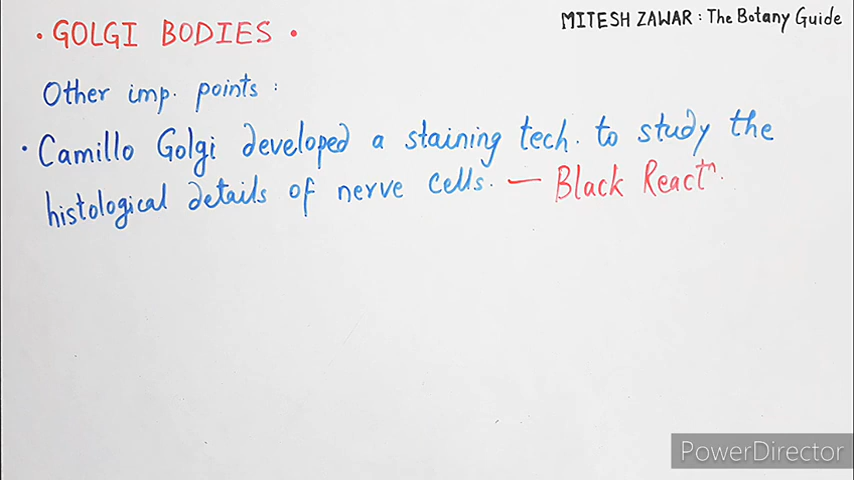 MITESH ZAWAR : The Botany Guide
• GOLGI BODIES •
Other imp. points :
• Camillo Golgi developed a staining tech. to study the
histological details of nerve cells. — Black Reactⁿ.
PowerDirector